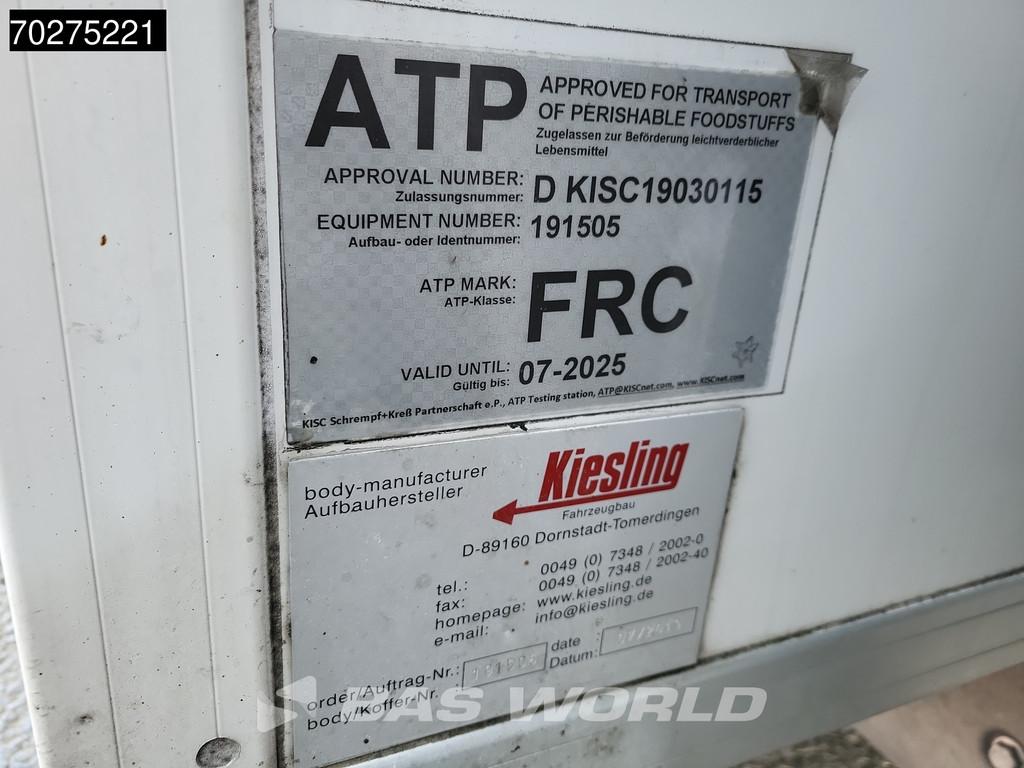 70275221
ATP
APPROVED FOR TRANSPORT
OF PERISHABLE FOODSTUFFS
Zugelassen zur Beförderung leichtverderblicher
Lebensmittel
APPROVAL NUMBER: D KISC19030115
Zulassungsnummer:
EQUIPMENT NUMBER: 191505
Aufbau- oder Identnummer:
ATP MARK: FRC
ATP-Klasse:
VALID UNTIL: 07-2025
Gültig bis:
KISC Schrempf+Kreß Partnerschaft e.P., ATP Testing station, ATP@KISCnet.com, www.KISCnet.com
body-manufacturer
Aufbauhersteller
Kiesling
Fahrzeugbau
D-89160 Dornstadt-Tomerdingen
tel.: 0049 (0) 7348 / 2002-0
fax: 0049 (0) 7348 / 2002-40
homepage: www.kiesling.de
e-mail: info@kiesling.de
order/Auftrag-Nr.: date :
body/Koffer-Nr. Datum:
BAS WORLD